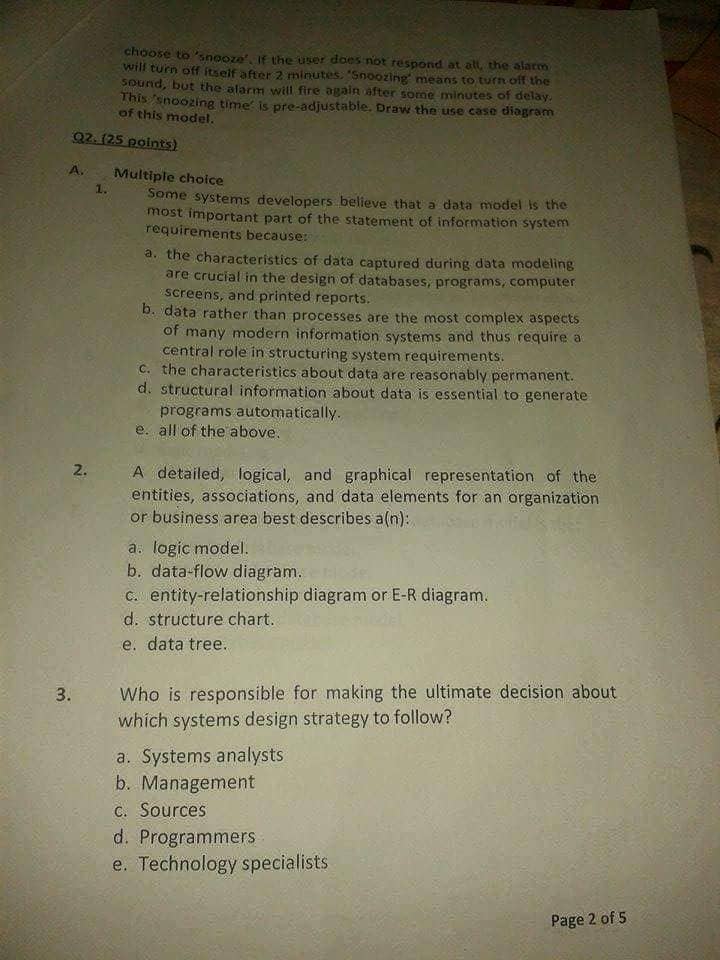 choose to 'snooze'. If the user does not respond at all, the alarm
will turn off itself after 2 minutes. 'Snoozing' means to turn off the
sound, but the alarm will fire again after some minutes of delay.
This 'snoozing time' is pre-adjustable. Draw the use case diagram
of this model.
Q2. (25 points)
A. Multiple choice
1. Some systems developers believe that a data model is the
most important part of the statement of information system
requirements because:
a. the characteristics of data captured during data modeling
are crucial in the design of databases, programs, computer
screens, and printed reports.
b. data rather than processes are the most complex aspects
of many modern information systems and thus require a
central role in structuring system requirements.
c. the characteristics about data are reasonably permanent.
d. structural information about data is essential to generate
programs automatically.
e. all of the above.
2. A detailed, logical, and graphical representation of the
entities, associations, and data elements for an organization
or business area best describes a(n):
a. logic model.
b. data-flow diagram.
c. entity-relationship diagram or E-R diagram.
d. structure chart.
e. data tree.
3. Who is responsible for making the ultimate decision about
which systems design strategy to follow?
a. Systems analysts
b. Management
c. Sources
d. Programmers
e. Technology specialists
Page 2 of 5